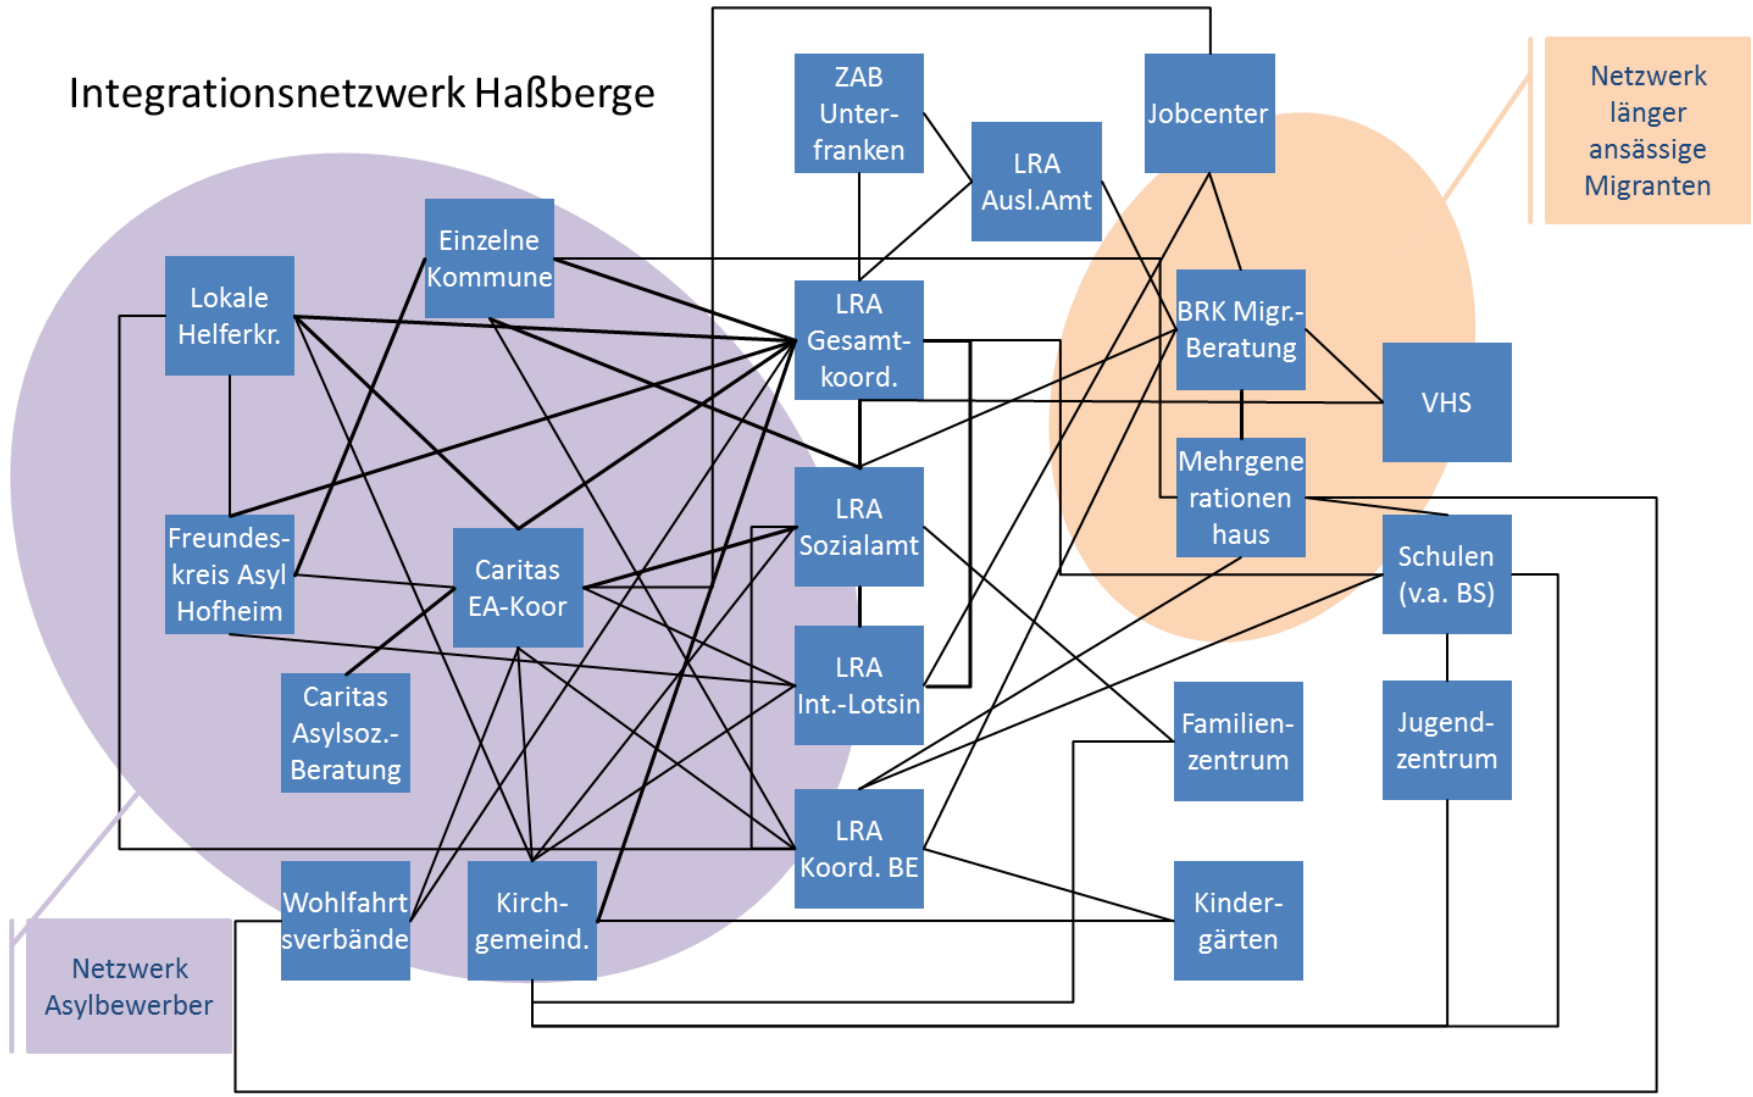 Integrationsnetzwerk Haßberge
ZAB
Unter-
franken
LRA
Ausl.Amt
Jobcenter
Netzwerk
länger
ansässige
Migranten
Einzelne
Kommune
Lokale
Helferkr.
LRA
Gesamt-
koord.
BRK Migr.-
Beratung
VHS
Mehrgene
rationen
haus
LRA
Sozialamt
Freundes-
kreis Asyl
Hofheim
Caritas
EA-Koor
Schulen
(v.a. BS)
LRA
Int.-Lotsin
Caritas
Asylsoz.-
Beratung
Familien-
zentrum
Jugend-
zentrum
LRA
Koord. BE
Wohlfahrt
sverbände
Kirch-
gemeind.
Kinder-
gärten
Netzwerk
Asylbewerber